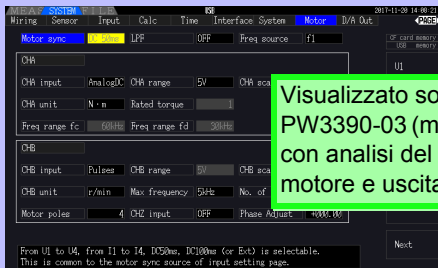 MEAS SYSTEM FILE USB 2017-11-20 14:08:21
Wiring Sensor Input Calc Time Interface System Motor D/A Out PAGE
Motor sync DC 50ms LPF OFF Freq source f1
CF card memory
USB memory
CHA
U1
CHA input AnalogDC CHA range 5V CHA
CHA unit N·m Rated torque 1
Freq range fc 60kHz Freq range fd 30kHz
CHB
CHB input Pulses CHB range 5V CHB
CHB unit r/min Max frequency 5kHz No. of
Motor poles 4 CHZ input OFF Phase Adjust +000.00
Visualizzato so
PW3390-03 (m
con analisi del
motore e uscita
From U1 to U4, from I1 to I4, DC50ms, DC100ms (or Ext) is selectable.
This is common to the motor sync source of input setting page.
Next